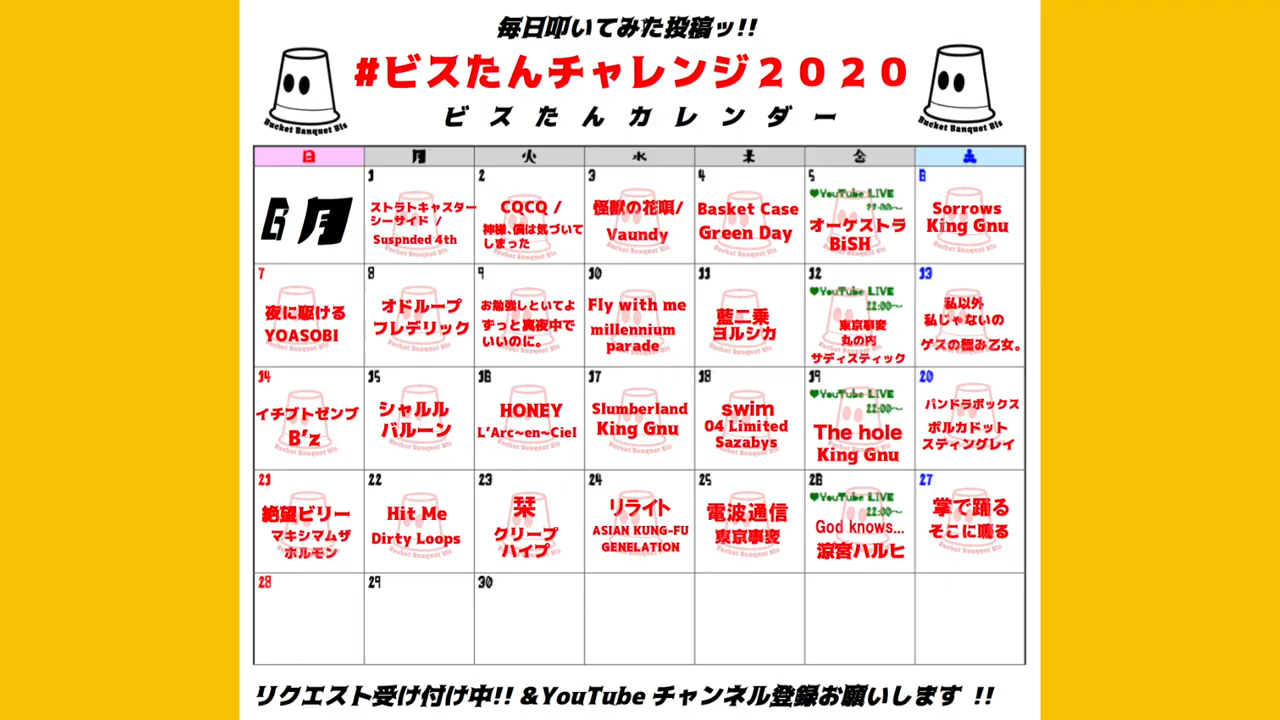 毎日叩いてみた投稿ッ!!
#ビスたんチャレンジ2020
ビスたんカレンダー
Bucket Banquet Bis
Bucket Banquet Bis
日 月 火 水 木 金 土
6月
1
ストラトキャスター
シーサイド /
Suspnded 4th
2
CQCQ /
神様、僕は気づいて
しまった
3
怪獣の花唄/
Vaundy
4
Basket Case
Green Day
5
♥YouTube LIVE
22:00〜
オーケストラ
BiSH
6
Sorrows
King Gnu
7
夜に駆ける
YOASOBI
8
オドループ
フレデリック
9
お勉強しといてよ
ずっと真夜中で
いいのに。
10
Fly with me
millennium
parade
11
藍二乗
ヨルシカ
12
♥YouTube LIVE
22:00〜
東京事変
丸の内
サディスティック
13
私以外
私じゃないの
ゲスの極み乙女。
14
イチブトゼンブ
B'z
15
シャルル
バルーン
16
HONEY
L'Arc~en~Ciel
17
Slumberland
King Gnu
18
swim
04 Limited
Sazabys
19
♥YouTube LIVE
22:00〜
The hole
King Gnu
20
パンドラボックス
ポルカドット
スティングレイ
21
絶望ビリー
マキシマムザ
ホルモン
22
Hit Me
Dirty Loops
23
栞
クリープ
ハイプ
24
リライト
ASIAN KUNG-FU
GENELATION
25
電波通信
東京事変
26
♥YouTube LIVE
22:00〜
God knows...
涼宮ハルヒ
27
掌で踊る
そこに鳴る
28
29
30
リクエスト受け付け中!! &YouTube チャンネル登録お願いします !!